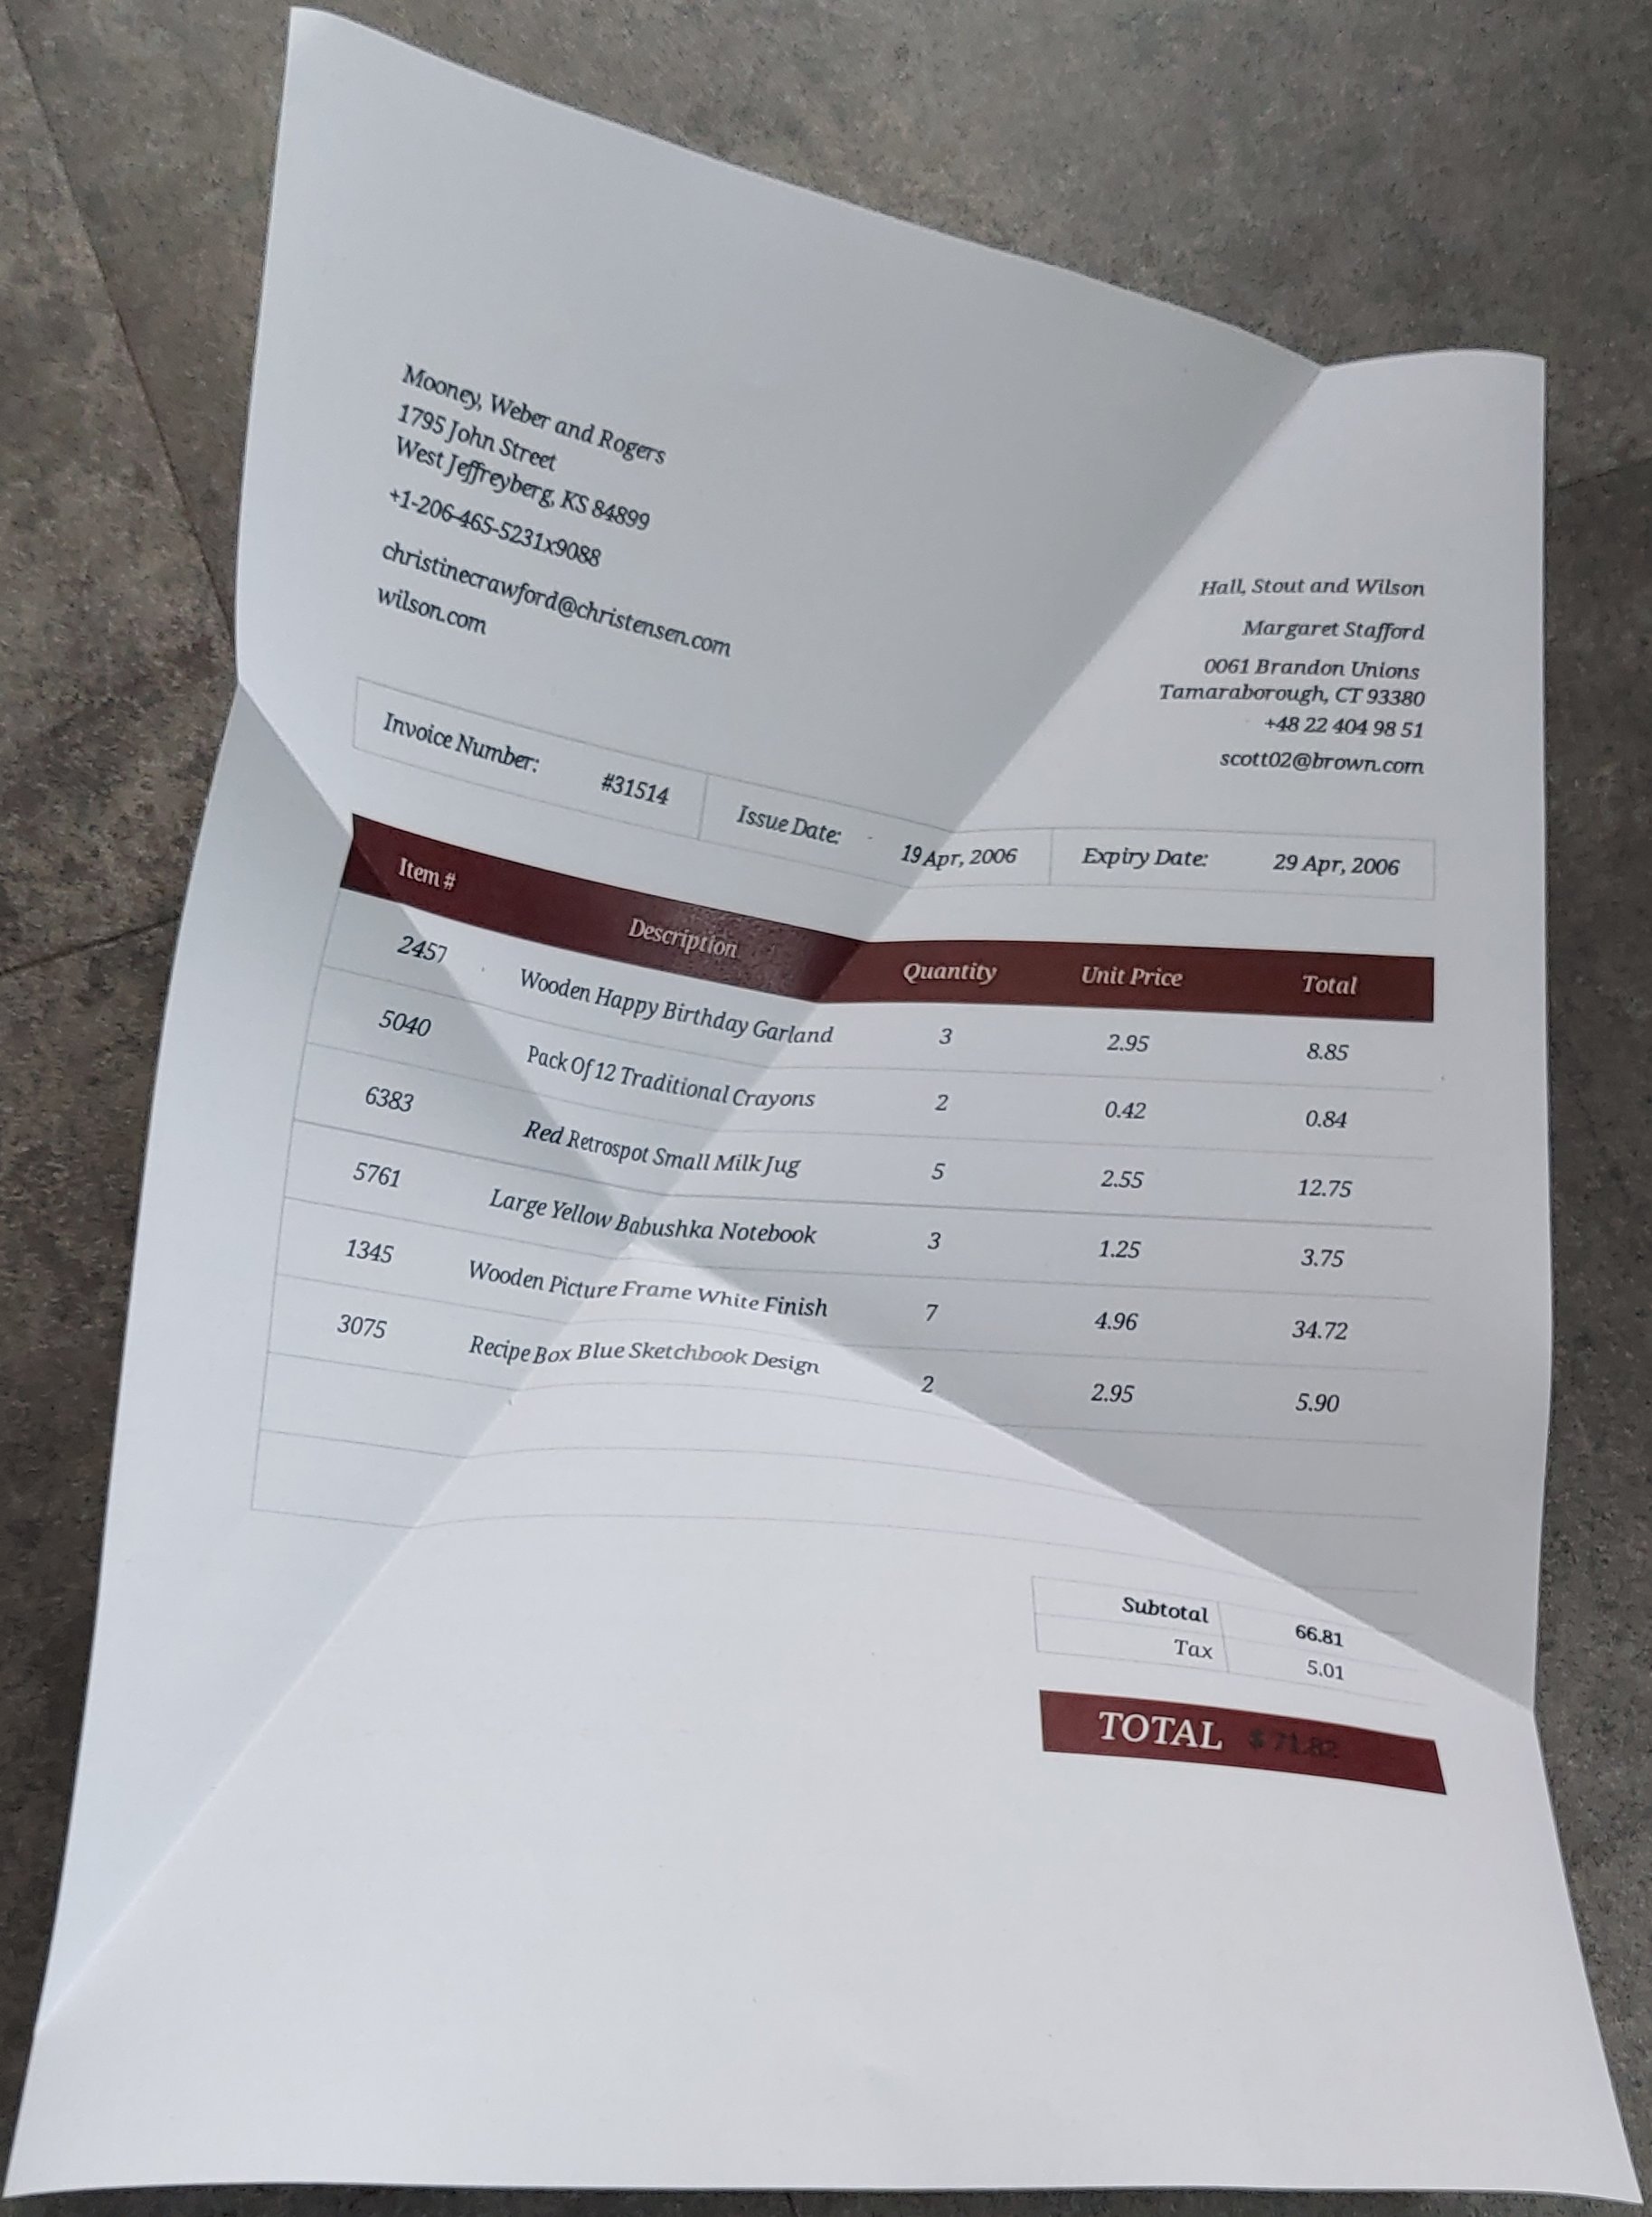 Mooney, Weber and Rogers
1795 John Street
West Jeffreyberg, KS 84899
+1-206-465-5231x9088
christinecrawford@christensen.com
wilson.com
Hall, Stout and Wilson
Margaret Stafford
0061 Brandon Unions
Tamaraborough, CT 93380
+48 22 404 98 51
scott02@brown.com
Invoice Number: #31514 Issue Date: 19 Apr, 2006 Expiry Date: 29 Apr, 2006
Item # Description Quantity Unit Price Total
2457 Wooden Happy Birthday Garland 3 2.95 8.85
5040 Pack Of 12 Traditional Crayons 2 0.42 0.84
6383 Red Retrospot Small Milk Jug 5 2.55 12.75
5761 Large Yellow Babushka Notebook 3 1.25 3.75
1345 Wooden Picture Frame White Finish 7 4.96 34.72
3075 Recipe Box Blue Sketchbook Design 2 2.95 5.90
Subtotal 66.81
Tax 5.01
TOTAL $ 71.82